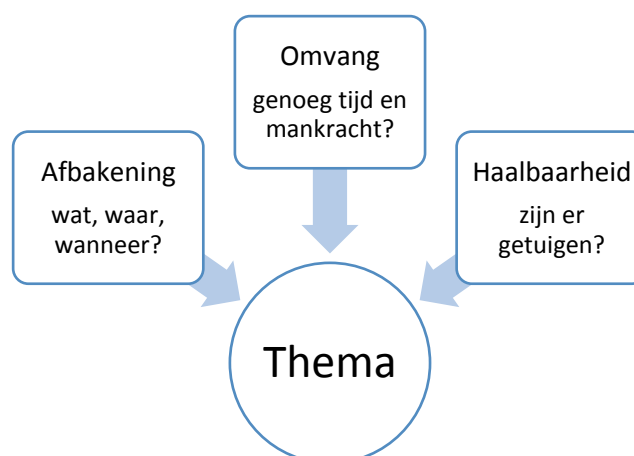 Omvang
genoeg tijd en
mankracht?
Afbakening
wat, waar,
wanneer?
Haalbaarheid
zijn er
getuigen?
Thema